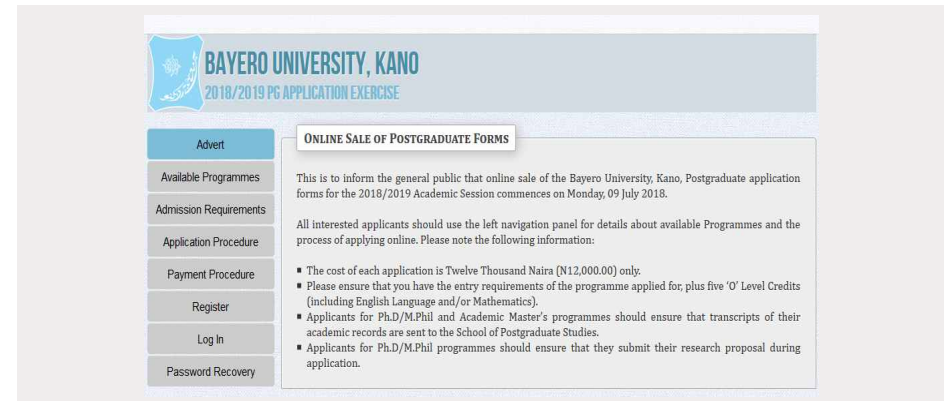 BAYERO UNIVERSITY, KANO
2018/2019 PG APPLICATION EXERCISE
Advert
Available Programmes
Admission Requirements
Application Procedure
Payment Procedure
Register
Log In
Password Recovery
ONLINE SALE OF POSTGRADUATE FORMS
This is to inform the general public that online sale of the Bayero University, Kano, Postgraduate application
forms for the 2018/2019 Academic Session commences on Monday, 09 July 2018.
All interested applicants should use the left navigation panel for details about available Programmes and the
process of applying online. Please note the following information:
▪ The cost of each application is Twelve Thousand Naira (N12,000.00) only.
▪ Please ensure that you have the entry requirements of the programme applied for, plus five ‘O’ Level Credits
(including English Language and/or Mathematics).
▪ Applicants for Ph.D/M.Phil and Academic Master's programmes should ensure that transcripts of their
academic records are sent to the School of Postgraduate Studies.
▪ Applicants for Ph.D/M.Phil programmes should ensure that they submit their research proposal during
application.